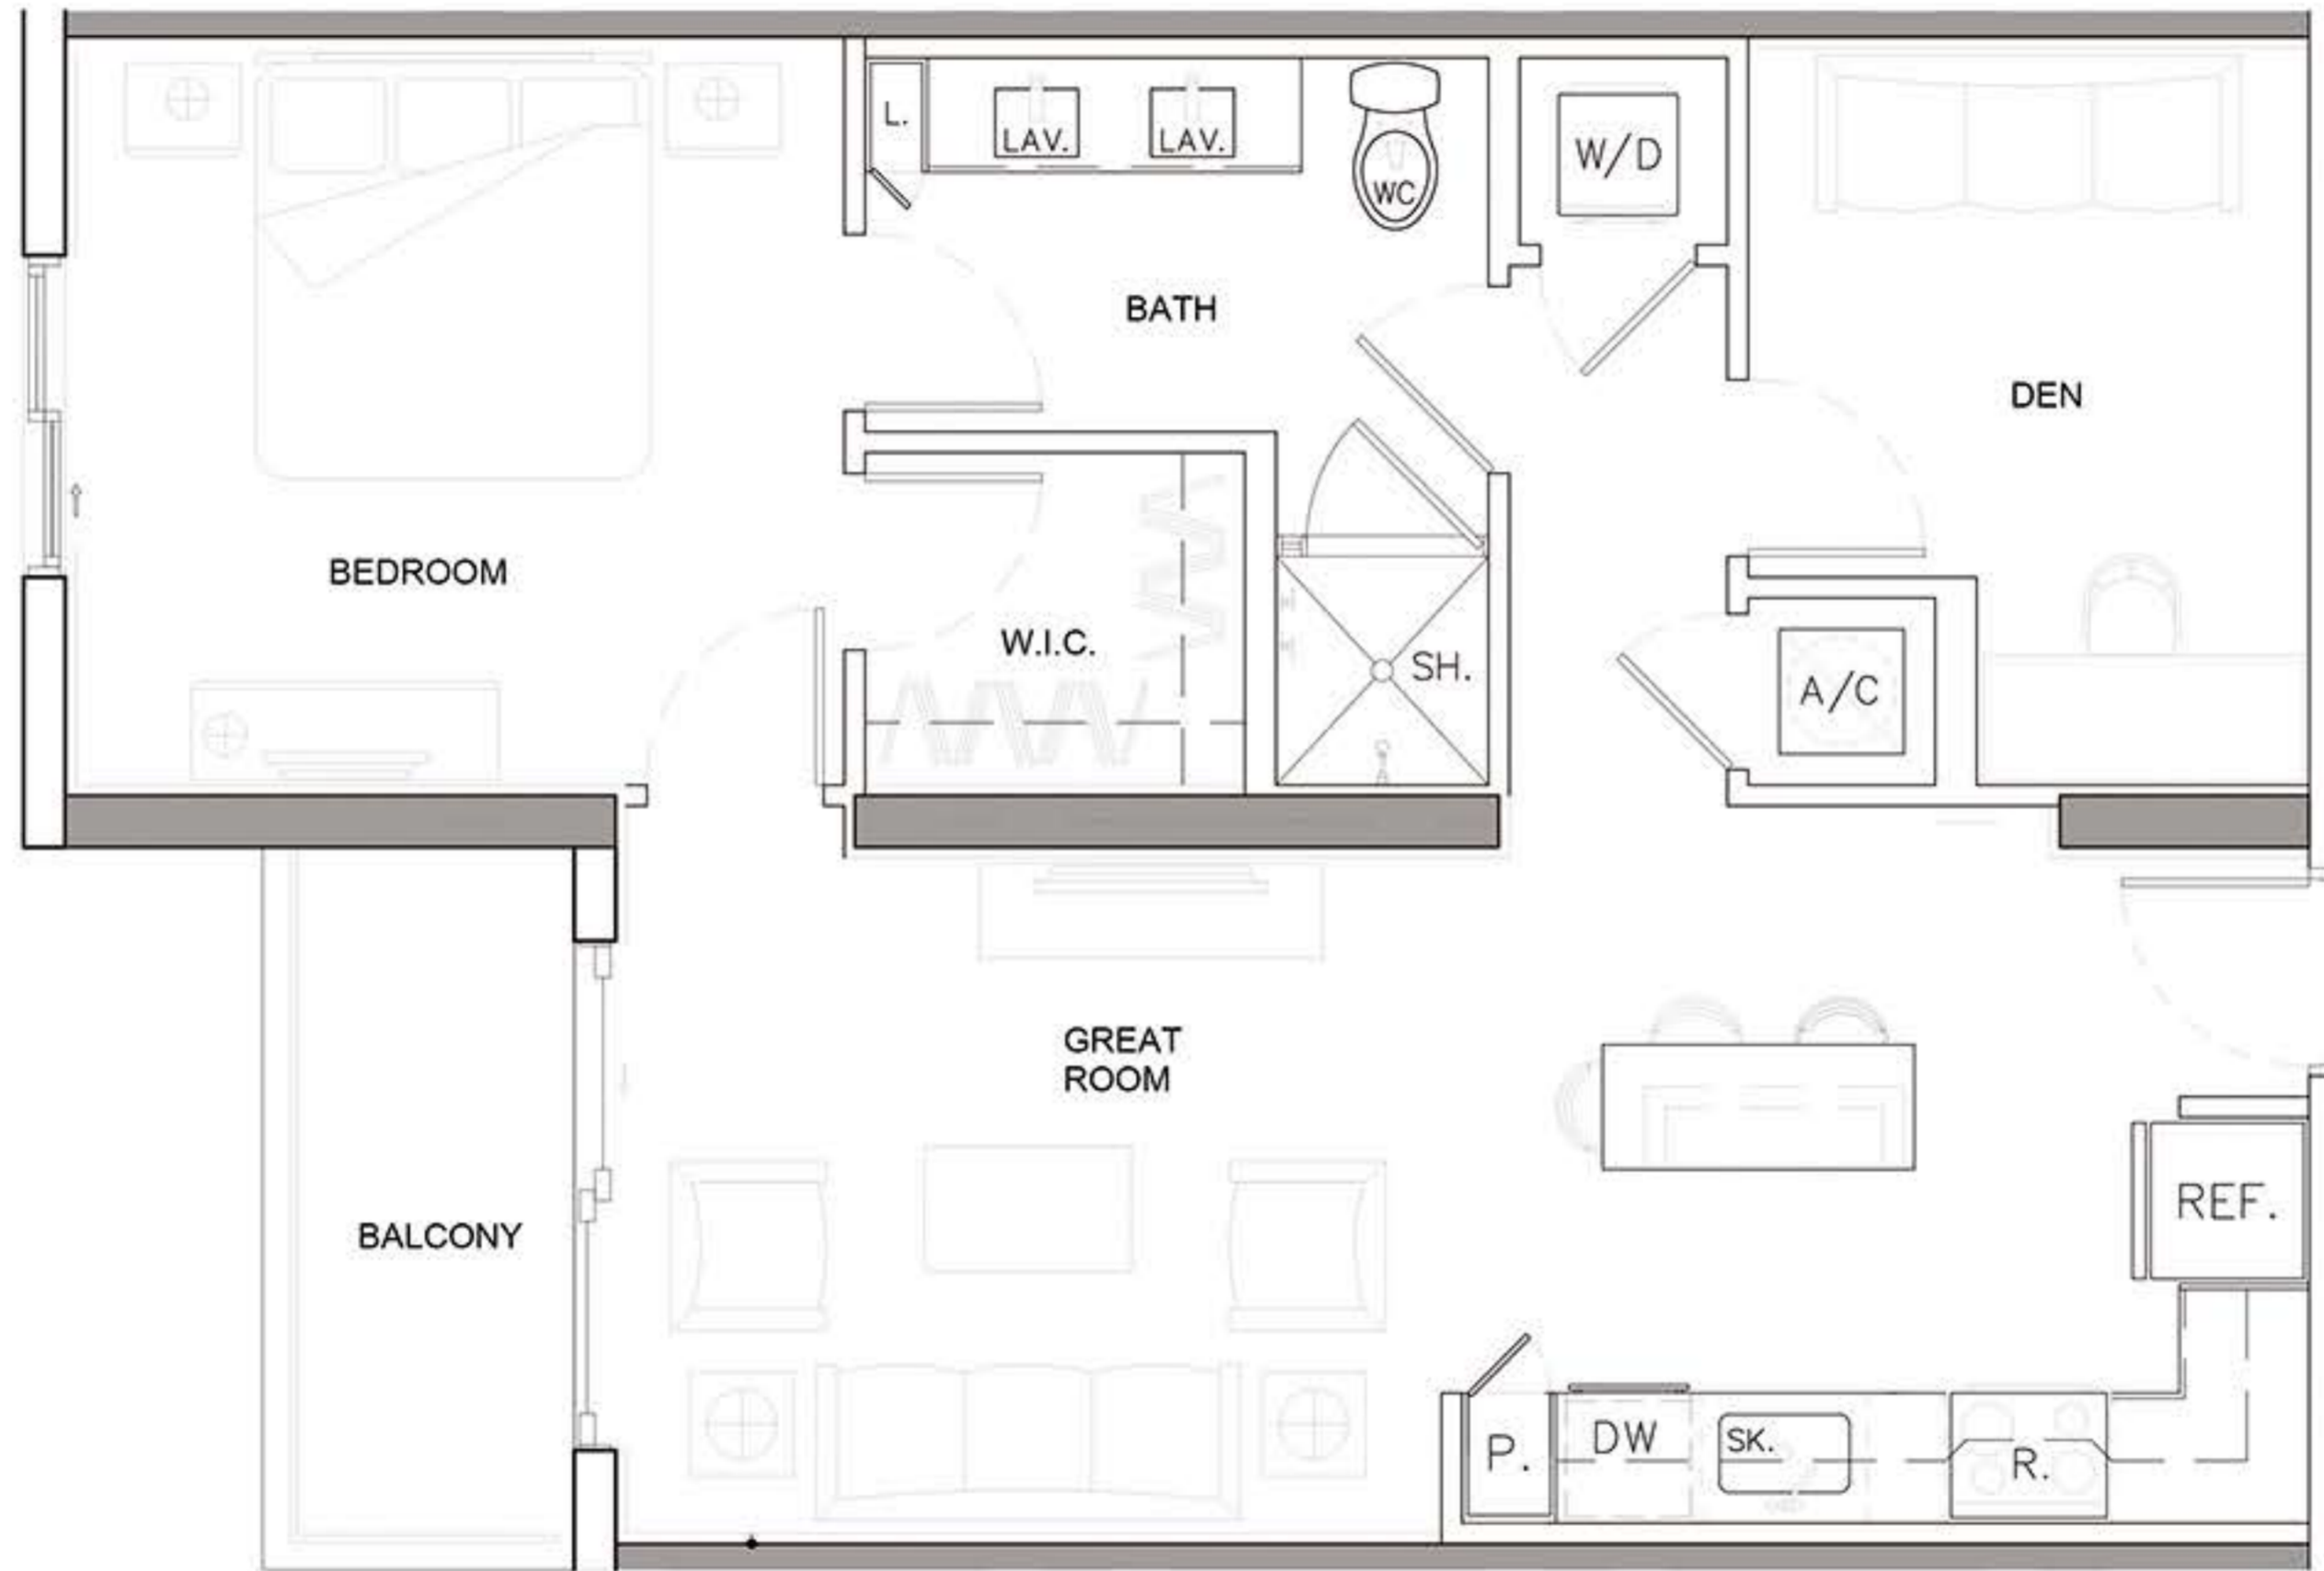 L.
LAV.
LAV.
WC
W/D
BATH
DEN
BEDROOM
W.I.C.
SH.
A/C
GREAT
ROOM
BALCONY
REF.
P.
DW
SK.
R.